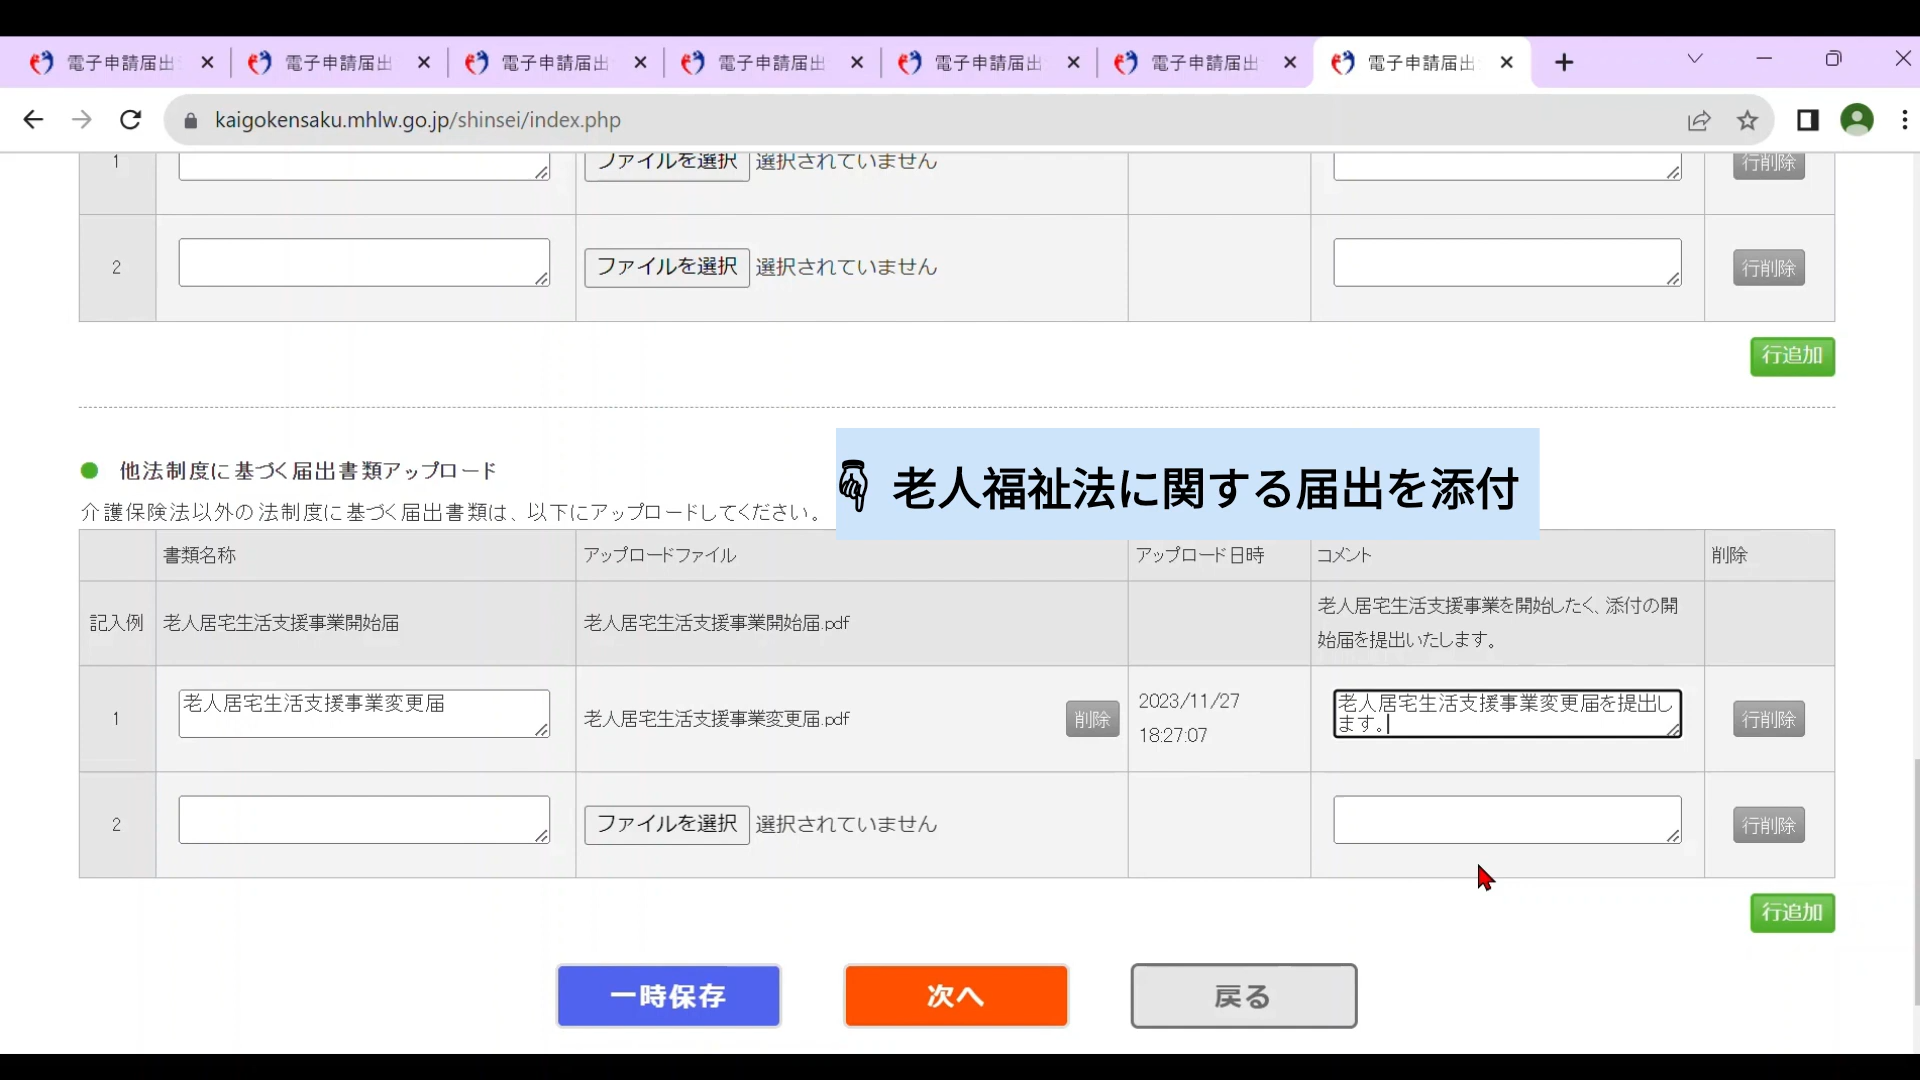 電子申請届出 電子申請届出 電子申請届出 電子申請届出 電子申請届出 電子申請届出 電子申請届出
kaigokensaku.mhlw.go.jp/shinsei/index.php
1 ファイルを選択 選択されていません 行削除
2 ファイルを選択 選択されていません 行削除
行追加
他法制度に基づく届出書類アップロード
老人福祉法に関する届出を添付
介護保険法以外の法制度に基づく届出書類は、以下にアップロードしてください。
書類名称 アップロードファイル アップロード日時 コメント 削除
記入例 老人居宅生活支援事業開始届 老人居宅生活支援事業開始届.pdf 老人居宅生活支援事業を開始したく、添付の開
始届を提出いたします。
1 老人居宅生活支援事業変更届 老人居宅生活支援事業変更届.pdf 削除 2023/11/27
18:27:07
老人居宅生活支援事業変更届を提出し
ます。
行削除
2 ファイルを選択 選択されていません 行削除
行追加
一時保存 次へ 戻る